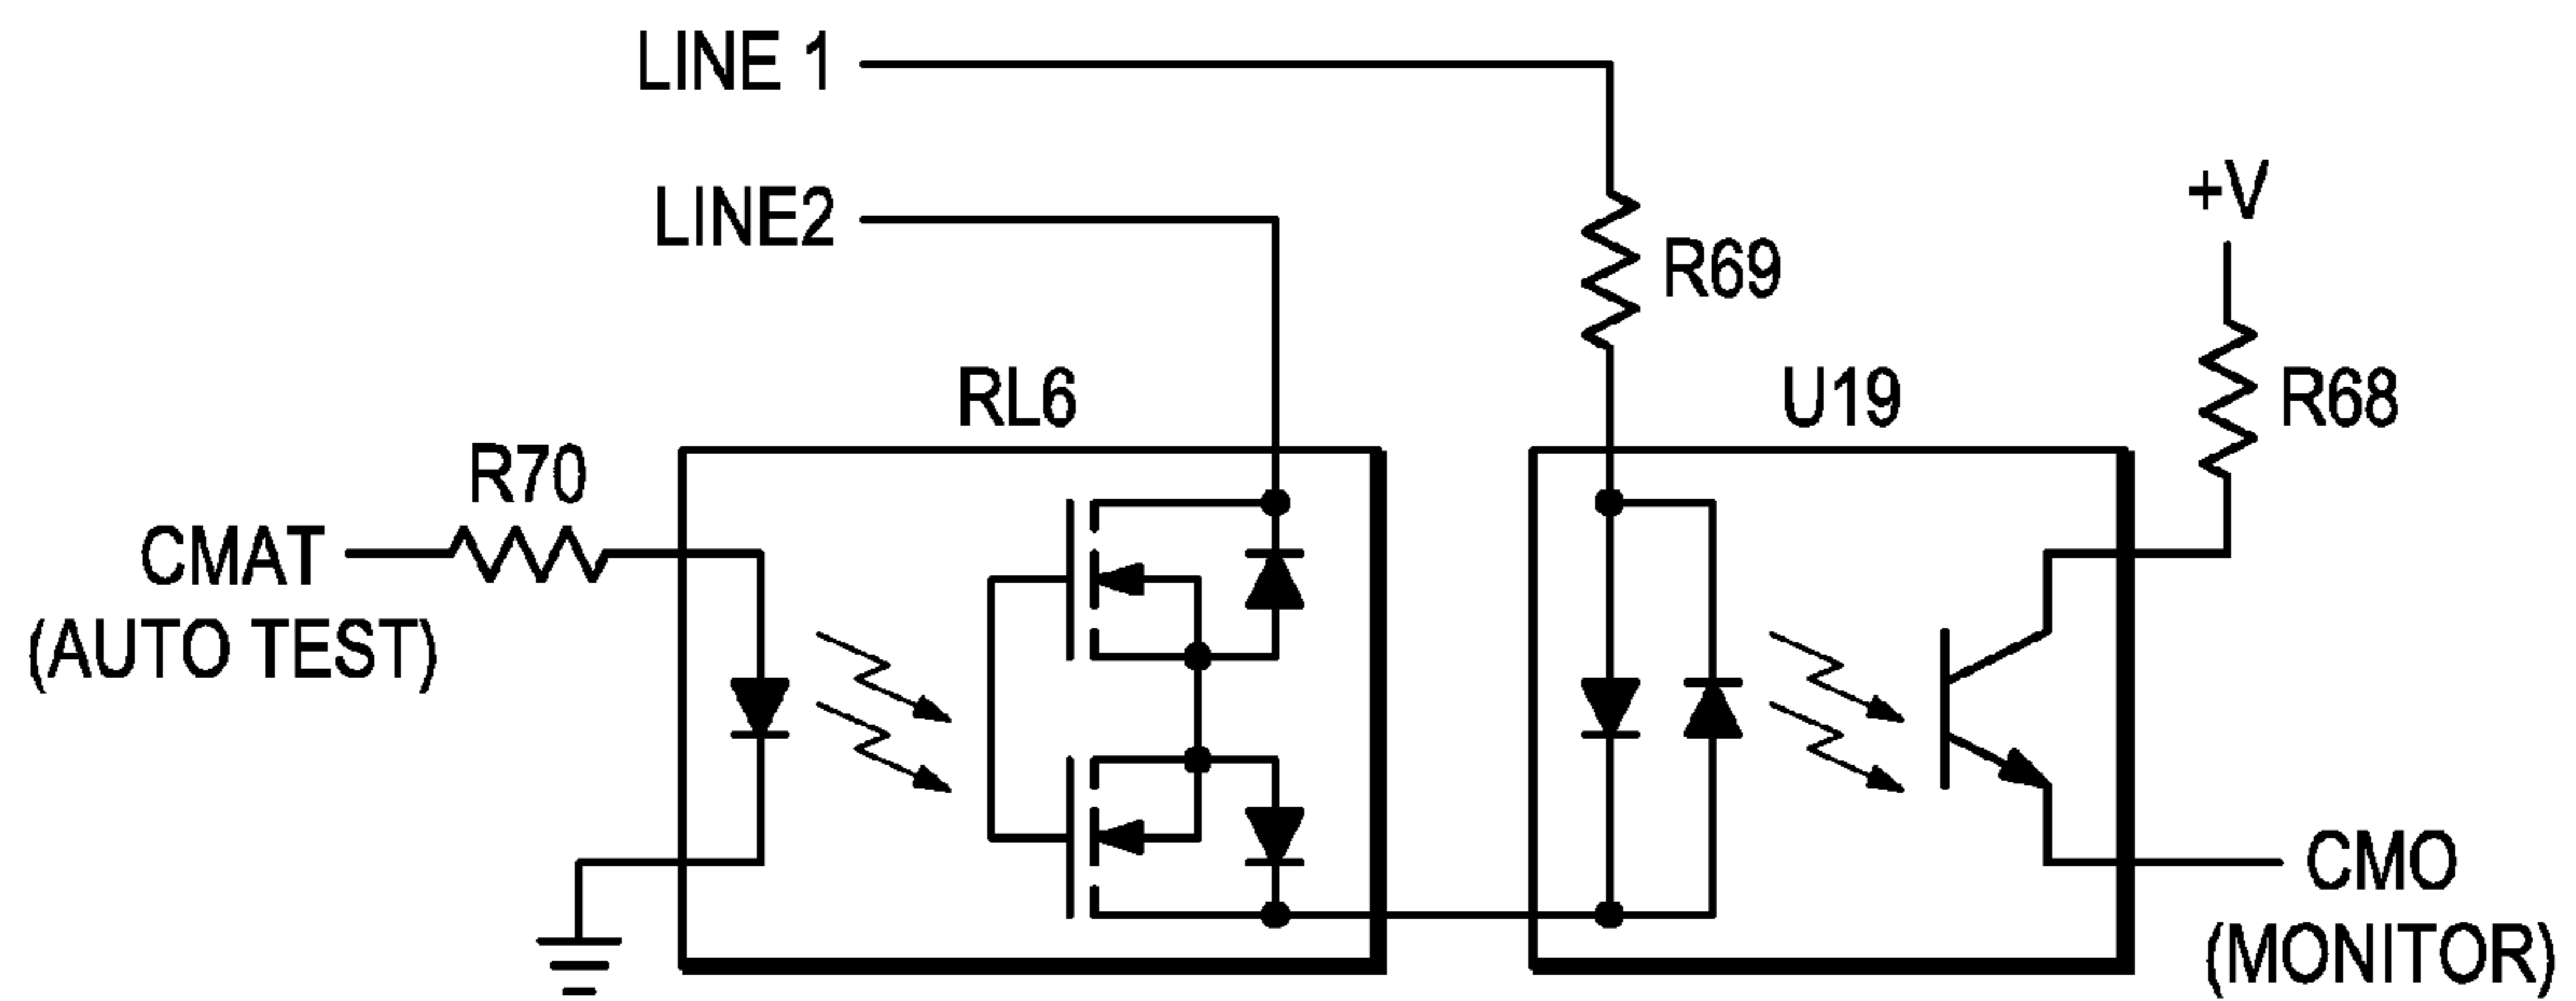 LINE 1
LINE2
+V
R69
RL6
U19
R68
R70
CMAT
(AUTO TEST)
CMO
(MONITOR)